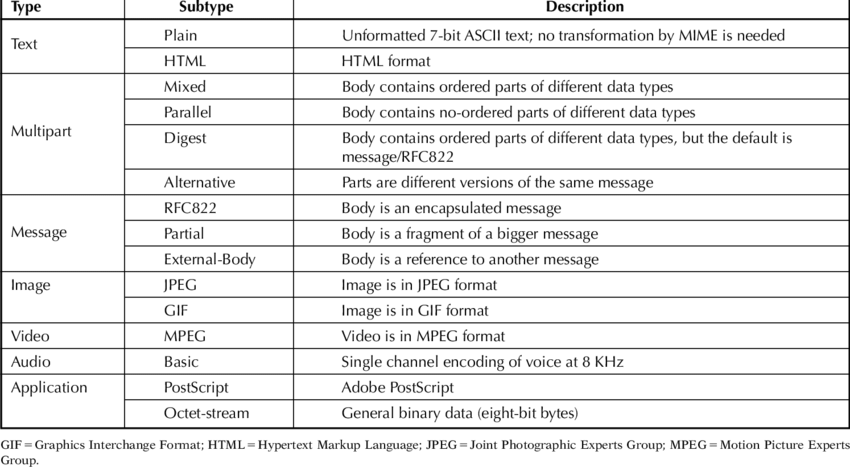 Type Subtype Description
Text Plain Unformatted 7-bit ASCII text; no transformation by MIME is needed
HTML HTML format
Multipart Mixed Body contains ordered parts of different data types
Parallel Body contains no-ordered parts of different data types
Digest Body contains ordered parts of different data types, but the default is
message/RFC822
Alternative Parts are different versions of the same message
Message RFC822 Body is an encapsulated message
Partial Body is a fragment of a bigger message
External-Body Body is a reference to another message
Image JPEG Image is in JPEG format
GIF Image is in GIF format
Video MPEG Video is in MPEG format
Audio Basic Single channel encoding of voice at 8 KHz
Application PostScript Adobe PostScript
Octet-stream General binary data (eight-bit bytes)
GIF = Graphics Interchange Format; HTML = Hypertext Markup Language; JPEG = Joint Photographic Experts Group; MPEG = Motion Picture Experts
Group.